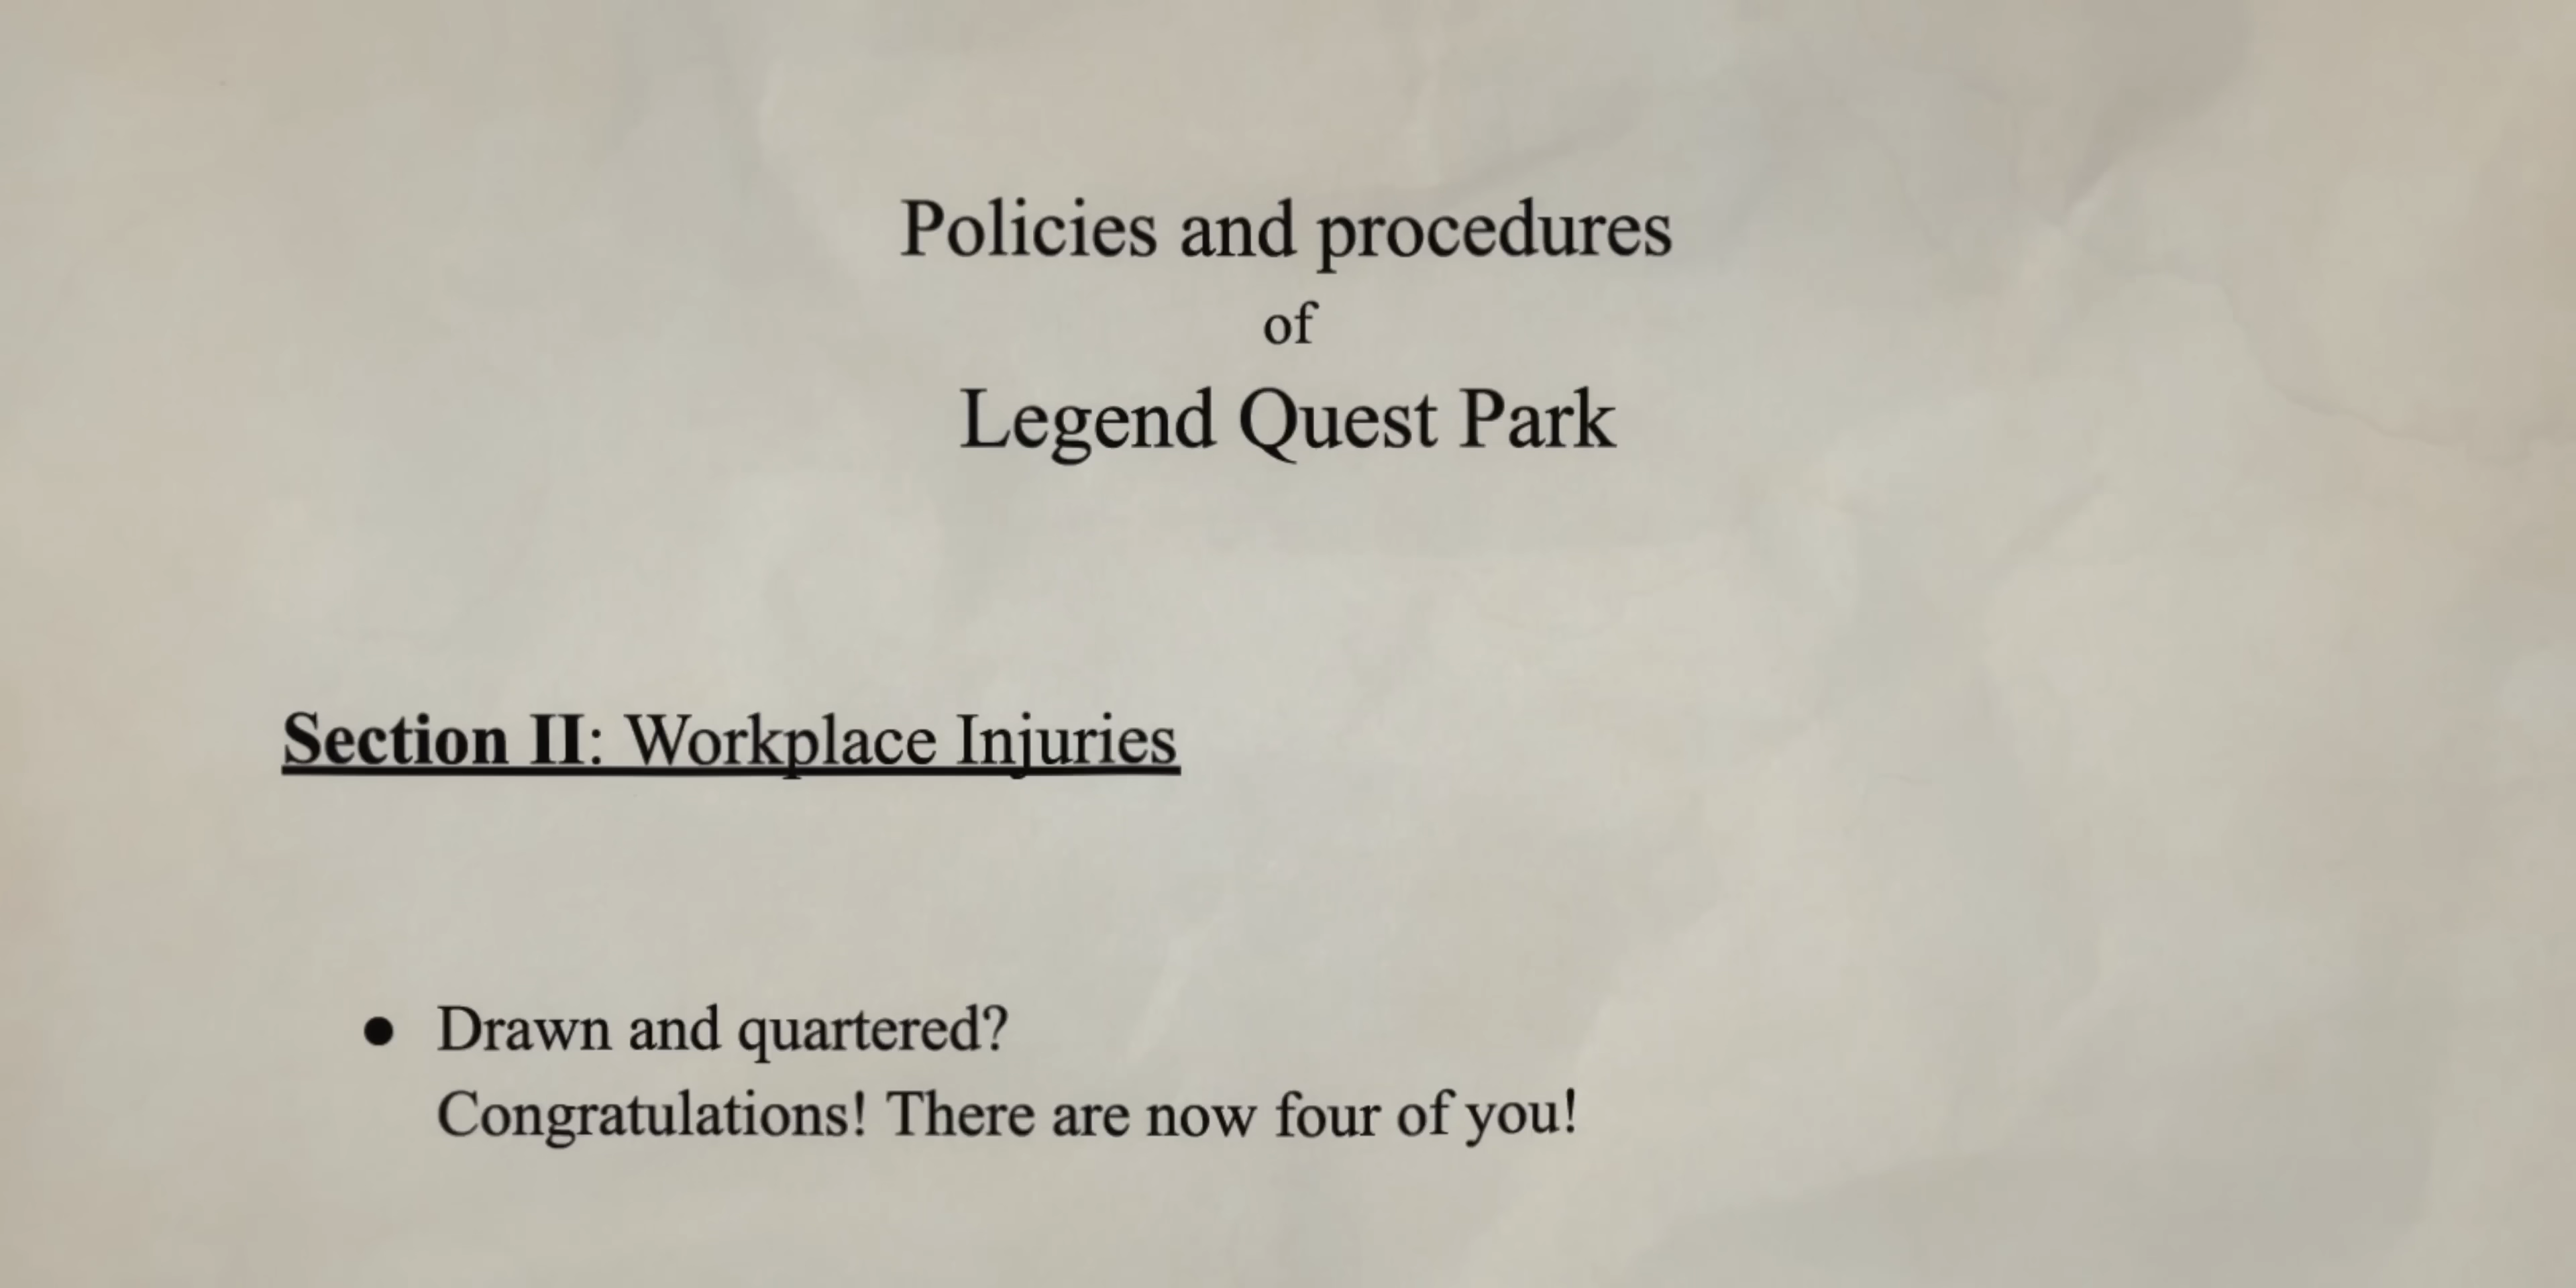 Policies and procedures
of
Legend Quest Park
Section II: Workplace Injuries
● Drawn and quartered?
Congratulations! There are now four of you!